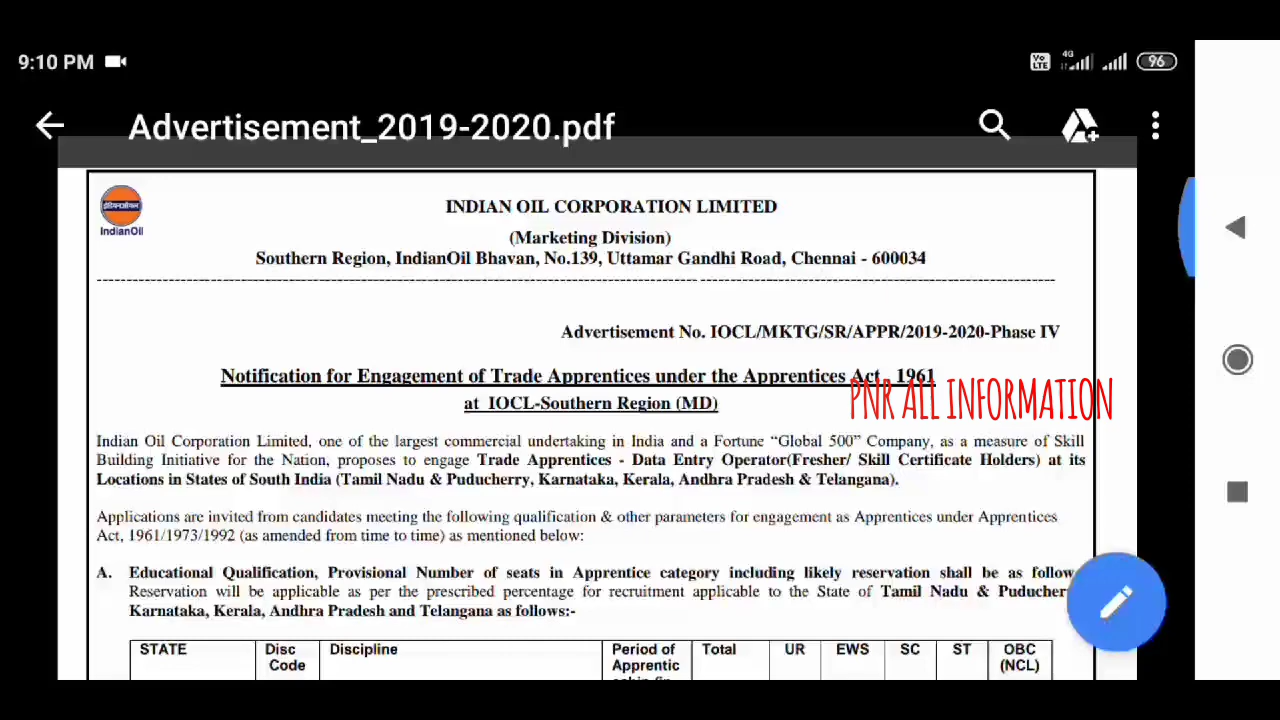 9:10 PM
Vo LTE 4G 96
Advertisement_2019-2020.pdf
इंडियनऑयल
IndianOil
INDIAN OIL CORPORATION LIMITED
(Marketing Division)
Southern Region, IndianOil Bhavan, No.139, Uttamar Gandhi Road, Chennai - 600034
Advertisement No. IOCL/MKTG/SR/APPR/2019-2020-Phase IV
Notification for Engagement of Trade Apprentices under the Apprentices Act 1961
PNR ALL INFORMATION
at IOCL-Southern Region (MD)
Indian Oil Corporation Limited, one of the largest commercial undertaking in India and a Fortune “Global 500” Company, as a measure of Skill
Building Initiative for the Nation, proposes to engage Trade Apprentices - Data Entry Operator(Fresher/ Skill Certificate Holders) at its
Locations in States of South India (Tamil Nadu & Puducherry, Karnataka, Kerala, Andhra Pradesh & Telangana).
Applications are invited from candidates meeting the following qualification & other parameters for engagement as Apprentices under Apprentices
Act, 1961/1973/1992 (as amended from time to time) as mentioned below:
A. Educational Qualification, Provisional Number of seats in Apprentice category including likely reservation shall be as follow
Reservation will be applicable as per the prescribed percentage for recruitment applicable to the State of Tamil Nadu & Puducher
Karnataka, Kerala, Andhra Pradesh and Telangana as follows:-
STATE Disc Discipline Period of Total UR EWS SC ST OBC
Code Apprentic (NCL)